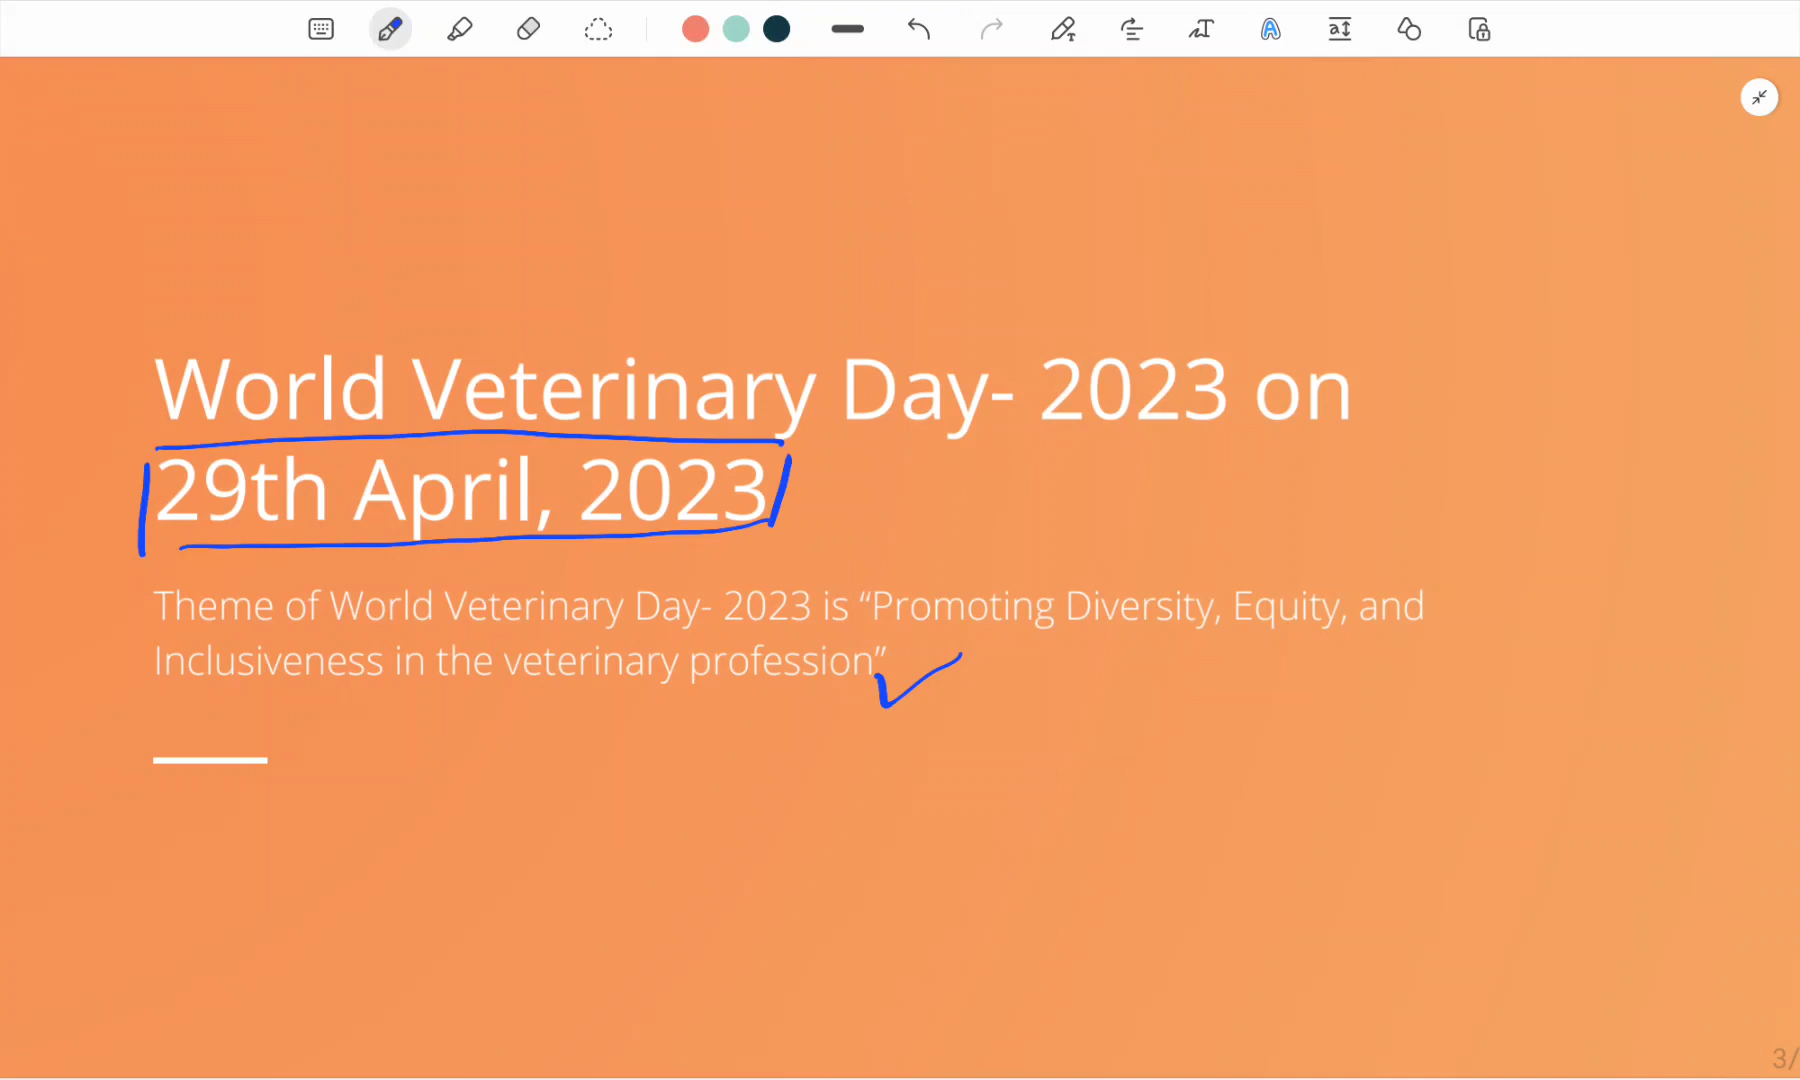 World Veterinary Day- 2023 on
29th April, 2023
Theme of World Veterinary Day- 2023 is “Promoting Diversity, Equity, and
Inclusiveness in the veterinary profession”
3/